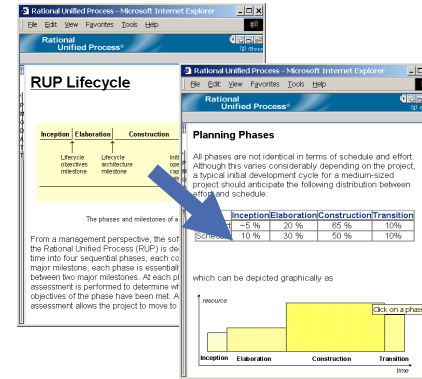 Rational Unified Process - Microsoft Internet Explorer
File Edit View Favorites Tools Help
Rational
Unified Process®
RUP Lifecycle
Inception Elaboration Construction
Lifecycle objectives milestone
Lifecycle architecture milestone
The phases and milestones of a
From a management perspective, the sof
the Rational Unified Process (RUP) is de
time into four sequential phases, each co
major milestone; each phase is essentiall
between two major milestones. At each pl
assessment is performed to determine wh
objectives of the phase have been met. A
assessment allows the project to move to
Rational Unified Process - Microsoft Internet Explorer
File Edit View Favorites Tools Help
Rational
Unified Process®
Planning Phases
All phases are not identical in terms of schedule and effort.
Although this varies considerably depending on the project,
a typical initial development cycle for a medium-sized
project should anticipate the following distribution between
effort and schedule:
Inception Elaboration Construction Transition
~5 % 20 % 65 % 10%
Schedule 10 % 30 % 50 % 10%
which can be depicted graphically as
resource
Click on a phase
Inception Elaboration Construction Transition
time